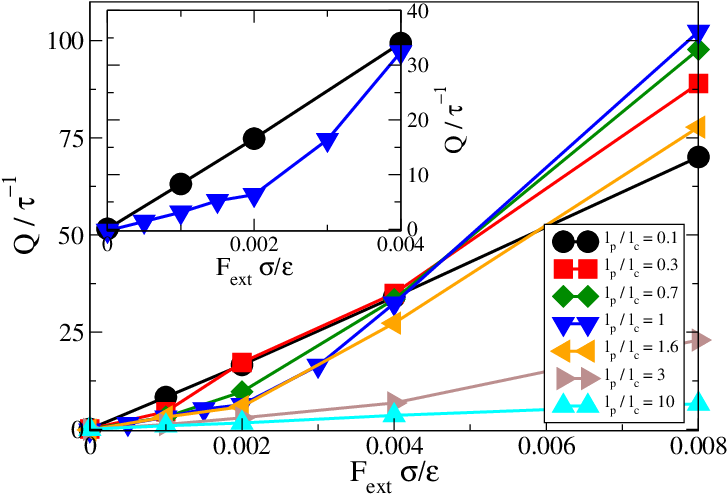 40
100
30
Q / τ⁻¹
20
75
10
Q / τ⁻¹
0
0
0.002
0.004
F_ext σ/ε
50
l_p / l_c = 0.1
l_p / l_c = 0.3
l_p / l_c = 0.7
l_p / l_c = 1
l_p / l_c = 1.6
l_p / l_c = 3
l_p / l_c = 10
25
0
0
0.002
0.004
0.006
0.008
F_ext σ/ε